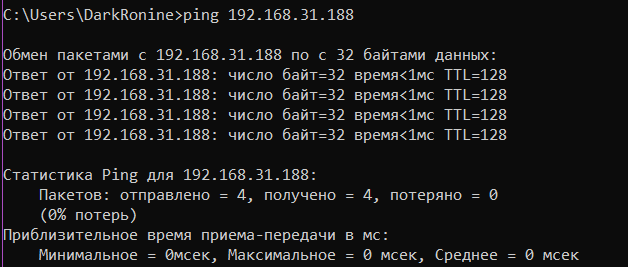 C:\Users\DarkRonine>ping 192.168.31.188
Обмен пакетами с 192.168.31.188 по с 32 байтами данных:
Ответ от 192.168.31.188: число байт=32 время<1мс TTL=128
Ответ от 192.168.31.188: число байт=32 время<1мс TTL=128
Ответ от 192.168.31.188: число байт=32 время<1мс TTL=128
Ответ от 192.168.31.188: число байт=32 время<1мс TTL=128
Статистика Ping для 192.168.31.188:
Пакетов: отправлено = 4, получено = 4, потеряно = 0
(0% потерь)
Приблизительное время приема-передачи в мс:
Минимальное = 0мсек, Максимальное = 0 мсек, Среднее = 0 мсек